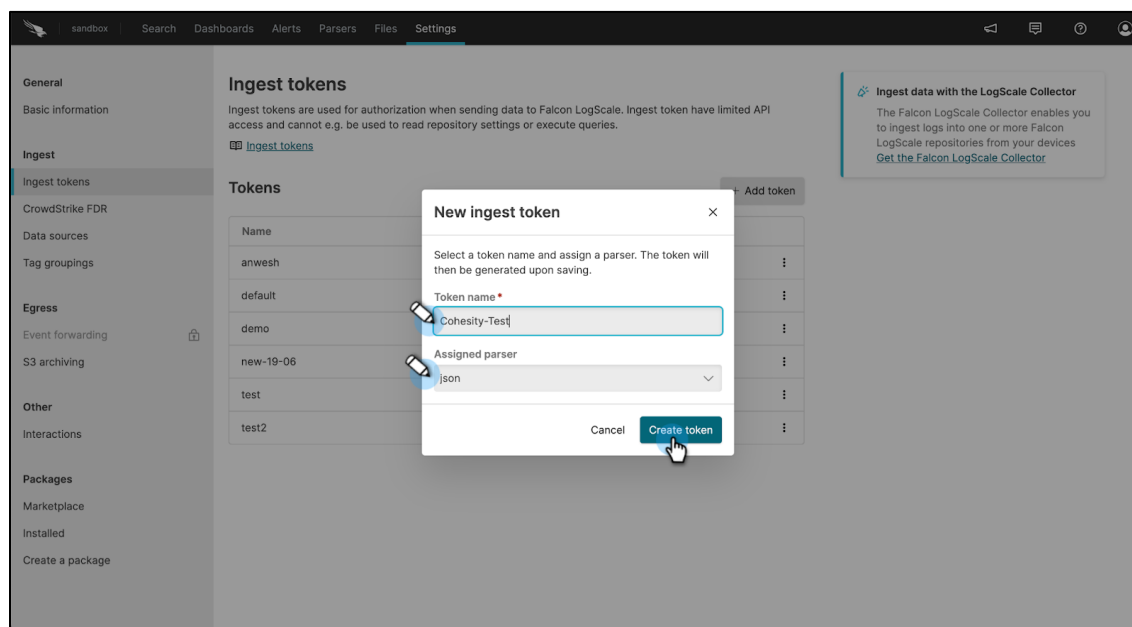 sandbox Search Dashboards Alerts Parsers Files Settings
General
Basic information
Ingest
Ingest tokens
CrowdStrike FDR
Data sources
Tag groupings
Egress
Event forwarding
S3 archiving
Other
Interactions
Packages
Marketplace
Installed
Create a package
Ingest tokens
Ingest tokens are used for authorization when sending data to Falcon LogScale. Ingest token have limited API
access and cannot e.g. be used to read repository settings or execute queries.
Ingest tokens
Tokens
+ Add token
Name
anwesh
default
demo
new-19-06
test
test2
New ingest token
Select a token name and assign a parser. The token will
then be generated upon saving.
Token name *
Cohesity-Test
Assigned parser
json
Cancel Create token
Ingest data with the LogScale Collector
The Falcon LogScale Collector enables you
to ingest logs into one or more Falcon
LogScale repositories from your devices
Get the Falcon LogScale Collector